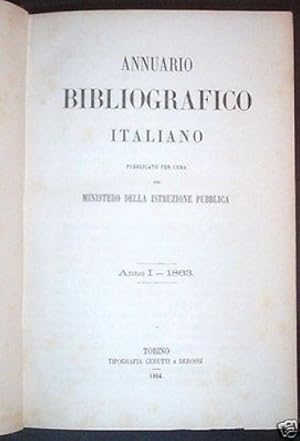 ANNUARIO
BIBLIOGRAFICO
ITALIANO
PUBBLICATO PER CURA
DEL
MINISTERO DELLA ISTRUZIONE PUBBLICA
Anno I — 1863.
TORINO
TIPOGRAFIA CERUTTI e DEROSSI
1864.